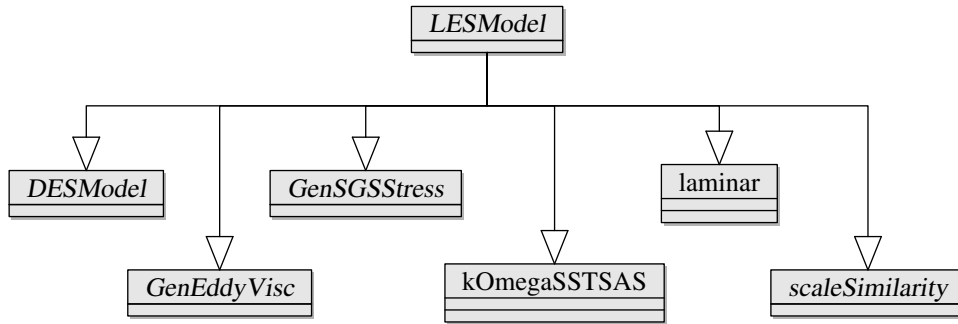 LESModel
DESModel
GenSGSStress
laminar
GenEddyVisc
kOmegaSSTSAS
scaleSimilarity